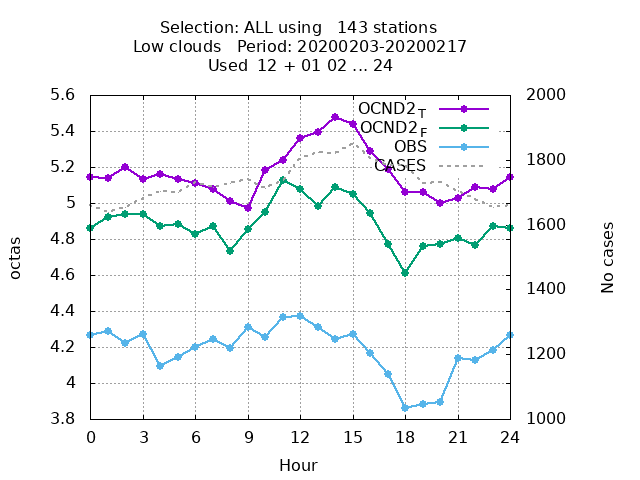 Selection: ALL using   143 stations
Low clouds   Period: 20200203-20200217
Used  12 + 01 02 ... 24
5.6
5.4
5.2
5
4.8
4.6
4.4
4.2
4
3.8
octas
2000
1800
1600
1400
1200
1000
No cases
OCND2_T
OCND2_F
OBS
CASES
0 3 6 9 12 15 18 21 24
Hour